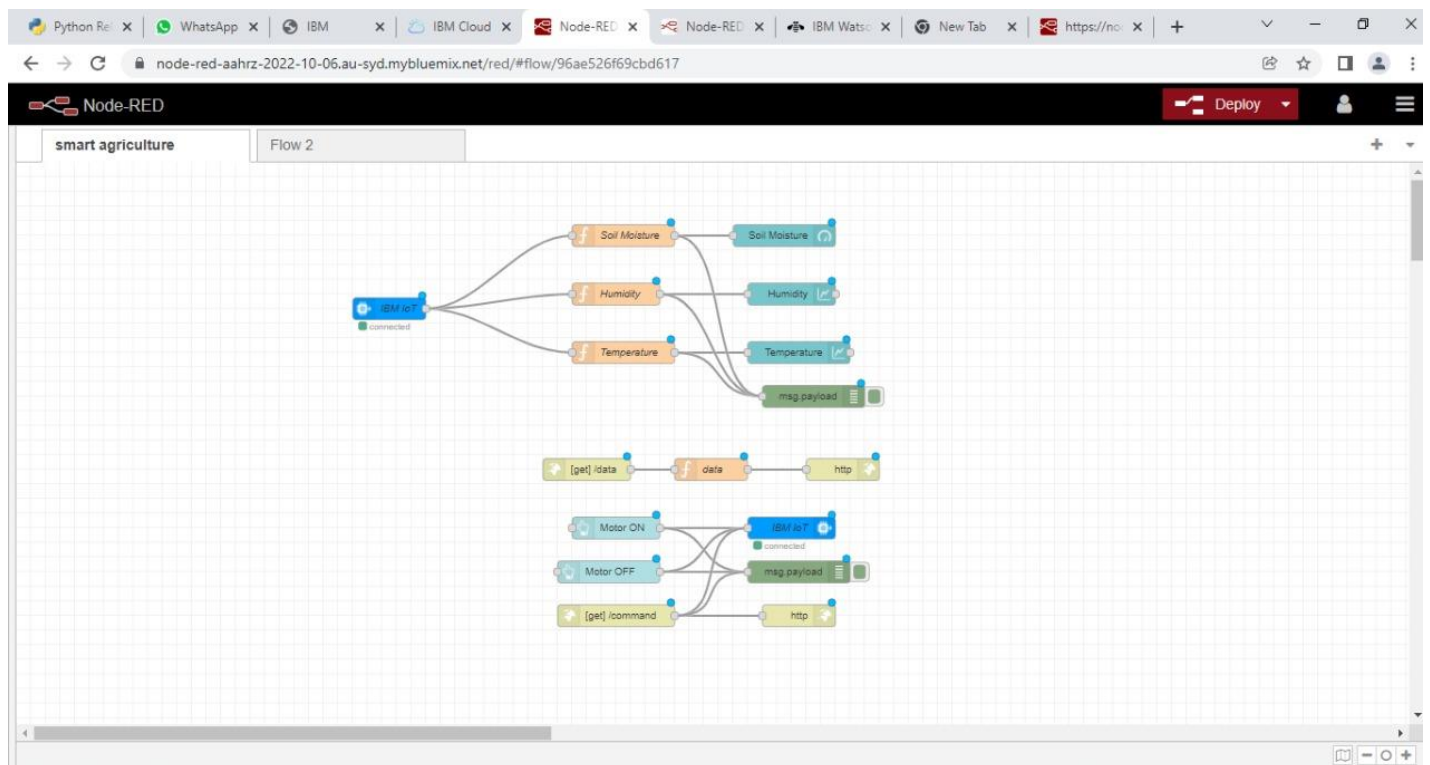 Python Re WhatsApp IBM IBM Cloud Node-RED Node-RED IBM Watso New Tab https://no
node-red-aahrz-2022-10-06.au-syd.mybluemix.net/red/#flow/96ae526f69cbd617
Node-RED Deploy
smart agriculture Flow 2
Soil Moisture Soil Moisture
Humidity Humidity
IBM IoT
connected
Temperature Temperature
msg.payload
[get] /data data http
Motor ON IBM IoT
connected
Motor OFF msg.payload
[get] /command http